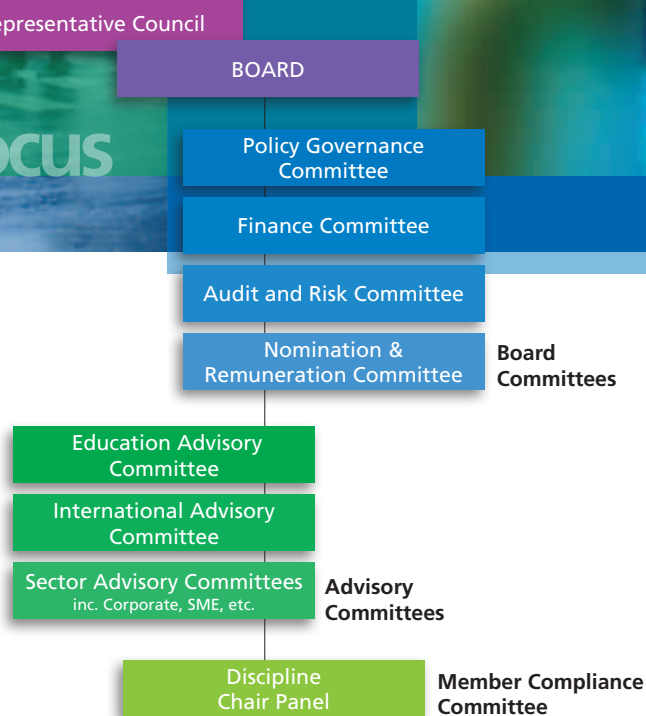 Representative Council
BOARD
ocus
Policy Governance
Committee
Finance Committee
Audit and Risk Committee
Nomination &
Remuneration Committee
Board
Committees
Education Advisory
Committee
International Advisory
Committee
Sector Advisory Committees
inc. Corporate, SME, etc.
Advisory
Committees
Discipline
Chair Panel
Member Compliance
Committee